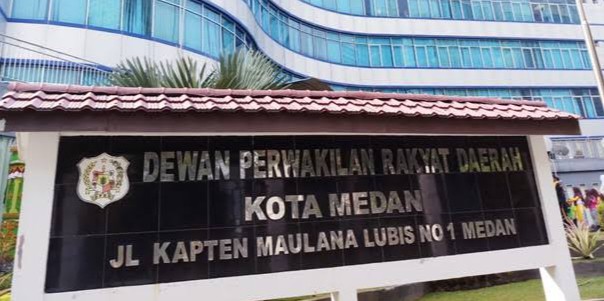 DEWAN PERWAKILAN RAKYAT DAERAH
KOTA MEDAN
JL KAPTEN MAULANA LUBIS NO 1 MEDAN